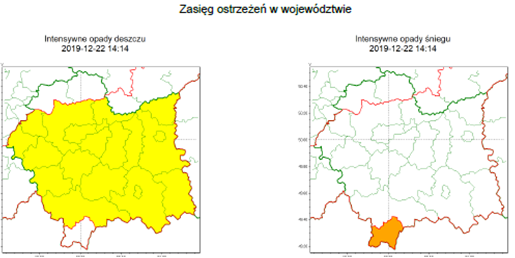 Zasięg ostrzeżeń w województwie
Intensywne opady deszczu
2019-12-22 14:14
Intensywne opady śniegu
2019-12-22 14:14